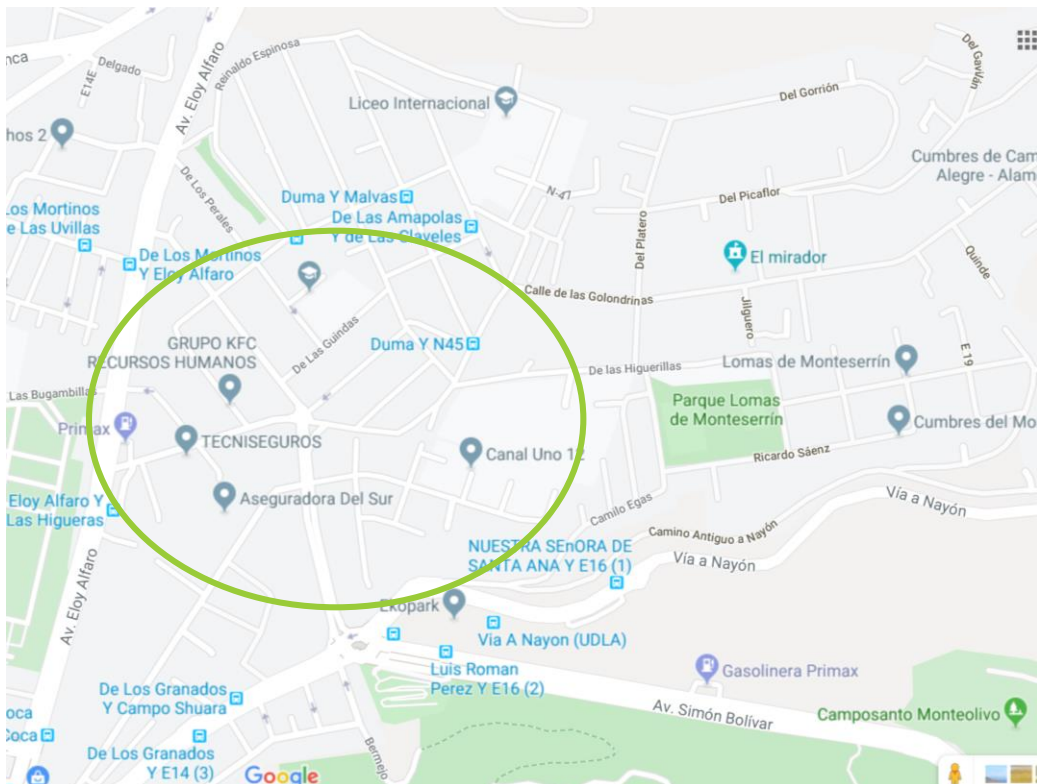 nca
Delgado
E14E
Av. Eloy Alfaro
Reinaldo Espinosa
Liceo Internacional
Del Gavilán
Del Gorrión
hos 2
Cumbres de Cam
Alegre - Alam
De Los Perales
Duma Y Malvas
N-47
Del Picaflor
Los Mortinos
e Las Uvillas
De Las Amapolas
Y de Las Claveles
Del Platero
De Los Mortinos
Y Eloy Alfaro
El mirador
Quinde
Calle de las Golondrinas
Jilguero
GRUPO KFC
RECURSOS HUMANOS
De Las Guindas
Duma Y N45
De las Higuerillas
Lomas de Monteserrín
E 19
Las Bugambillas
Parque Lomas
de Monteserrín
Primax
TECNISEGUROS
Cumbres del Mo
Canal Uno 12
Ricardo Sáenz
Eloy Alfaro Y
Las Higueras
Aseguradora Del Sur
Camilo Egas
Vía a Nayón
Camino Antiguo a Nayón
NUESTRA SEnORA DE
SANTA ANA Y E16 (1)
Vía a Nayón
Av. Eloy Alfaro
Ekopark
Via A Nayon (UDLA)
Luis Roman
Perez Y E16 (2)
Gasolinera Primax
De Los Granados
Y Campo Shuara
Av. Simón Bolívar
Camposanto Monteolivo
oca
Coca
De Los Granados
Y E14 (3)
Bermejo
Google